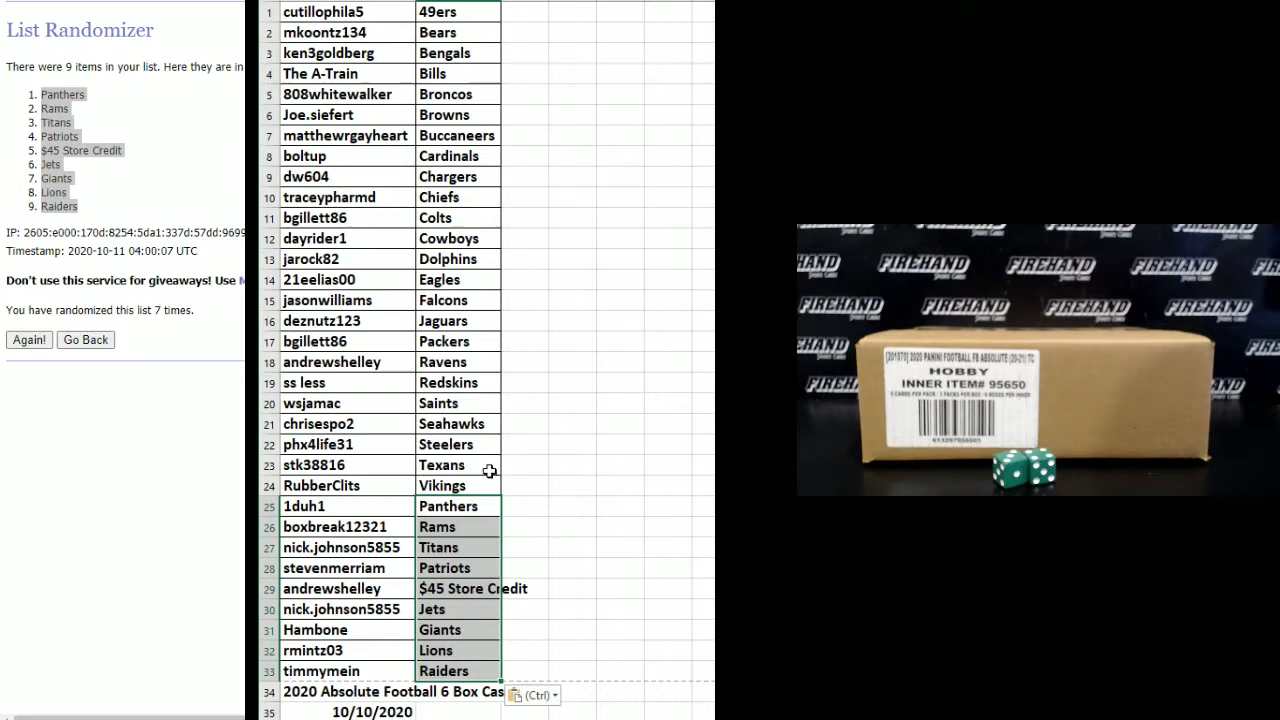 List Randomizer
There were 9 items in your list. Here they are in
1. Panthers
2. Rams
3. Titans
4. Patriots
5. $45 Store Credit
6. Jets
7. Giants
8. Lions
9. Raiders
IP: 2605:e000:170d:8254:5da1:337d:57dd:9699
Timestamp: 2020-10-11 04:00:07 UTC
Don't use this service for giveaways! Use
You have randomized this list 7 times.
Again! Go Back
1 cutillophila5 49ers
2 mkoontz134 Bears
3 ken3goldberg Bengals
4 The A-Train Bills
5 808whitewalker Broncos
6 Joe.siefert Browns
7 matthewrgayheart Buccaneers
8 boltup Cardinals
9 dw604 Chargers
10 traceypharmd Chiefs
11 bgillett86 Colts
12 dayrider1 Cowboys
13 jarock82 Dolphins
14 21eelias00 Eagles
15 jasonwilliams Falcons
16 deznutz123 Jaguars
17 bgillett86 Packers
18 andrewshelley Ravens
19 ss less Redskins
20 wsjamac Saints
21 chrisespo2 Seahawks
22 phx4life31 Steelers
23 stk38816 Texans
24 RubberClits Vikings
25 1duh1 Panthers
26 boxbreak12321 Rams
27 nick.johnson5855 Titans
28 stevenmerriam Patriots
29 andrewshelley $45 Store Credit
30 nick.johnson5855 Jets
31 Hambone Giants
32 rmintz03 Lions
33 timmymein Raiders
34 2020 Absolute Football 6 Box Cas
(Ctrl)
35 10/10/2020
FIREHAND FIREHAND FIREHAND
FIREHAND FIREHAND FIREHAND FIREHAND
[201070] 2020 PANINI FOOTBALL FB ABSOLUTE (20-21) TC
HOBBY
INNER ITEM# 95650